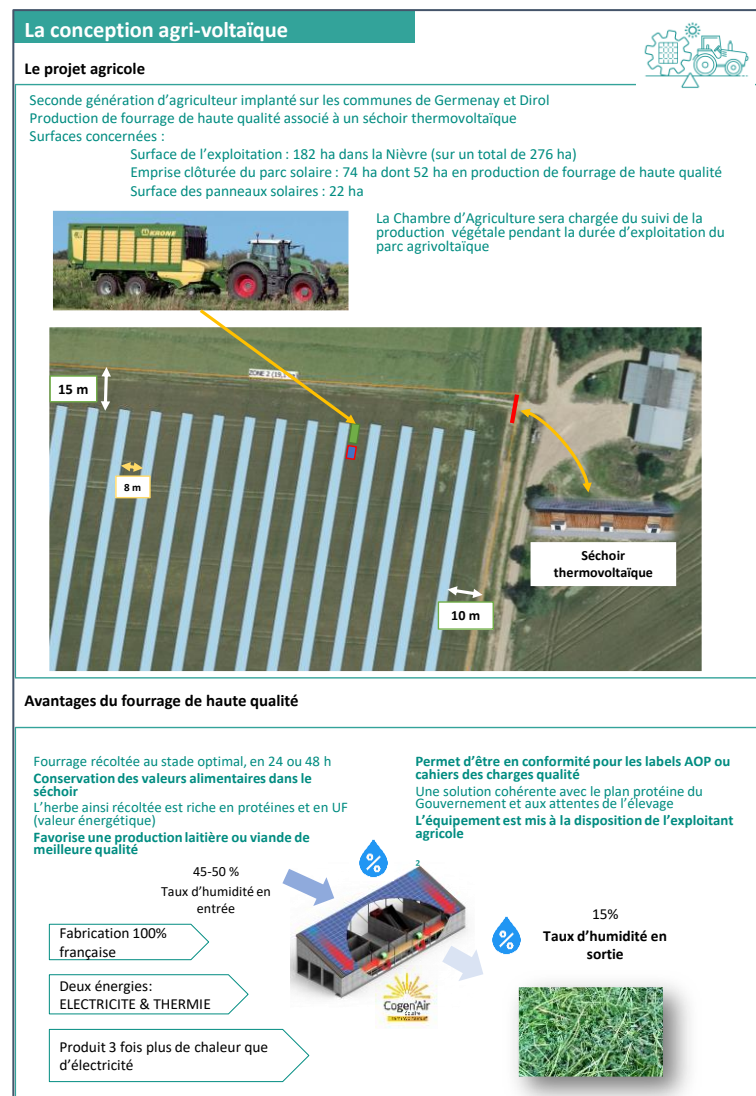 La conception agri-voltaïque
Le projet agricole
Seconde génération d'agriculteur implanté sur les communes de Germenay et Dirol
Production de fourrage de haute qualité associé à un séchoir thermovoltaïque
Surfaces concernées :
Surface de l'exploitation : 182 ha dans la Nièvre (sur un total de 276 ha)
Emprise clôturée du parc solaire : 74 ha dont 52 ha en production de fourrage de haute qualité
Surface des panneaux solaires : 22 ha
KRONE
La Chambre d'Agriculture sera chargée du suivi de la
production végétale pendant la durée d'exploitation du
parc agrivoltaïque
ZONE 2
15 m
8 m
10 m
Séchoir
thermovoltaïque
Avantages du fourrage de haute qualité
Fourrage récoltée au stade optimal, en 24 ou 48 h
Conservation des valeurs alimentaires dans le
séchoir
L'herbe ainsi récoltée est riche en protéines et en UF
(valeur énergétique)
Favorise une production laitière ou viande de
meilleure qualité
Permet d'être en conformité pour les labels AOP ou
cahiers des charges qualité
Une solution cohérente avec le plan protéine du
Gouvernement et aux attentes de l'élevage
L'équipement est mis à la disposition de l'exploitant
agricole
45-50 %
Taux d'humidité en
entrée
%
2
Fabrication 100%
française
Deux énergies:
ELECTRICITE & THERMIE
Produit 3 fois plus de chaleur que
d'électricité
Cogen'Air
%
15%
Taux d'humidité en
sortie